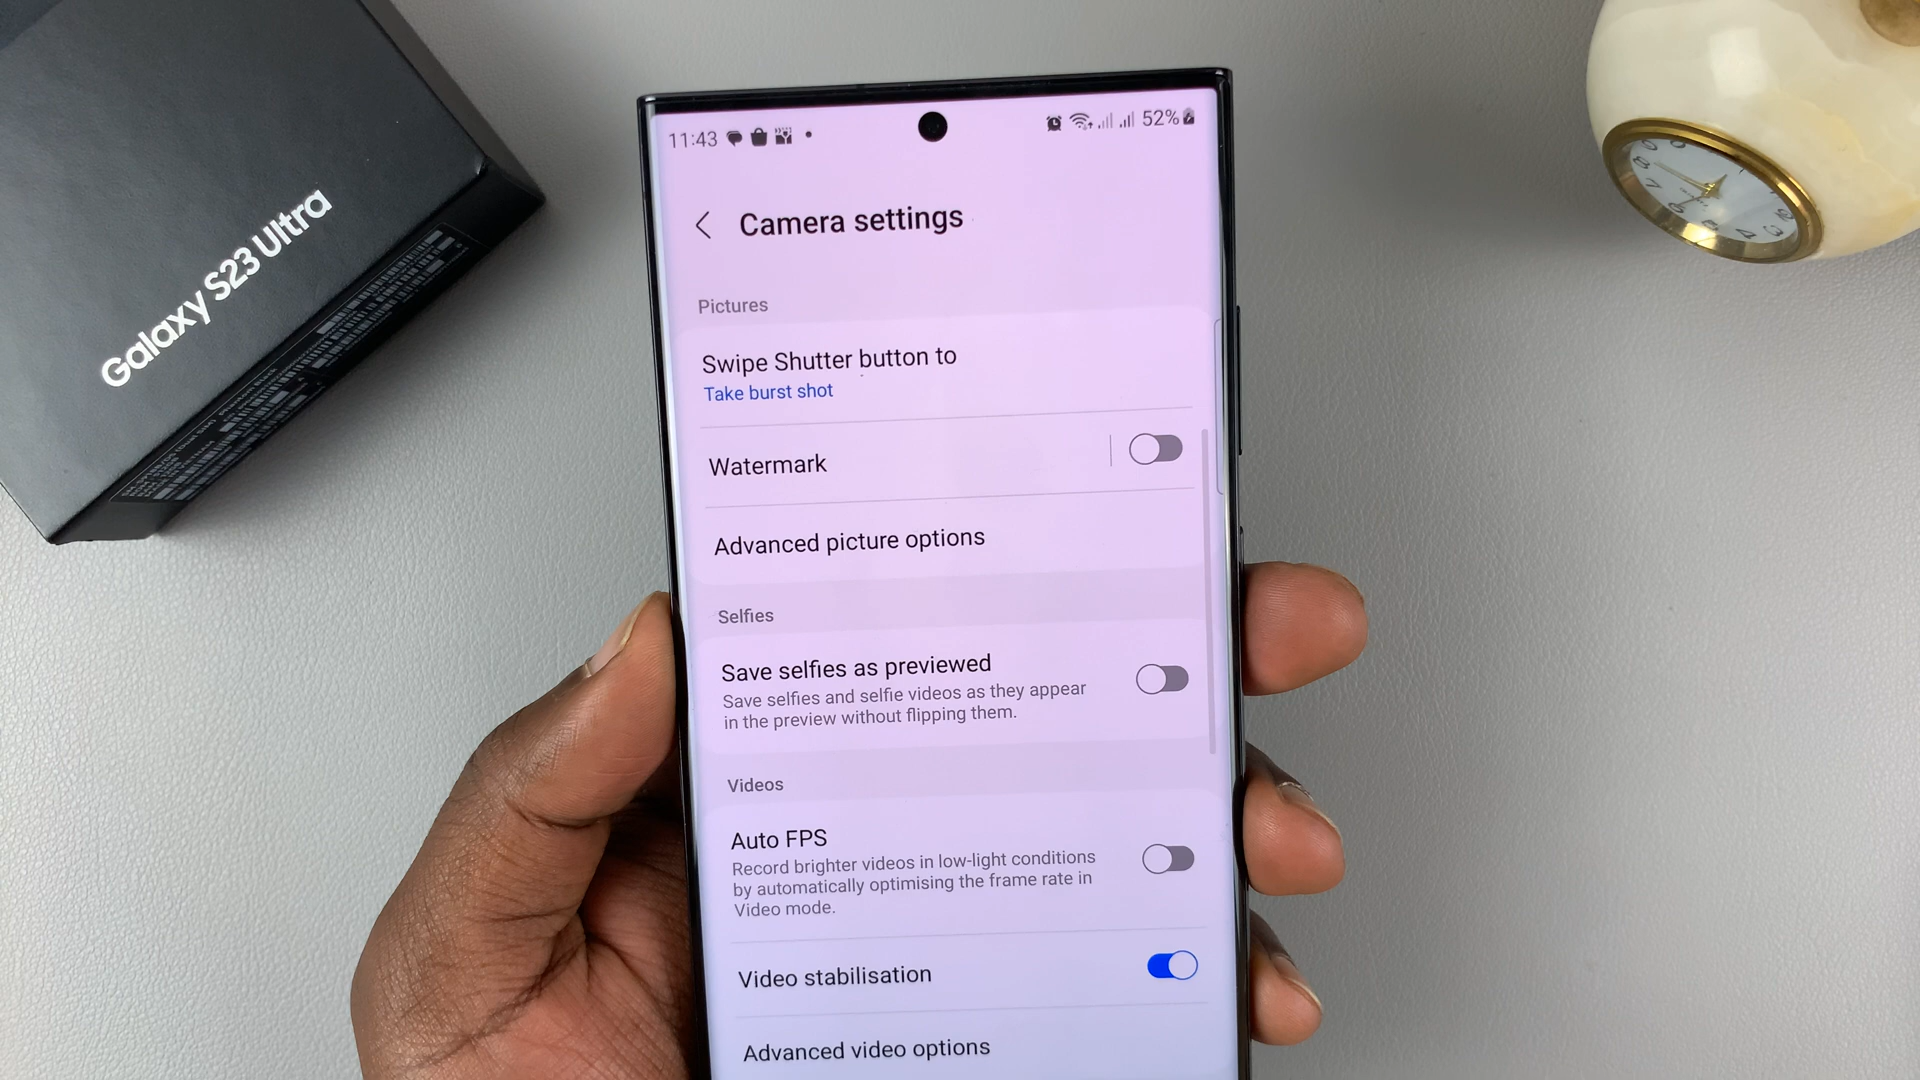 Galaxy S23 Ultra
11:43
52%
Camera settings
Pictures
Swipe Shutter button to
Take burst shot
Watermark
Advanced picture options
Selfies
Save selfies as previewed
Save selfies and selfie videos as they appear
in the preview without flipping them.
Videos
Auto FPS
Record brighter videos in low-light conditions
by automatically optimising the frame rate in
Video mode.
Video stabilisation
Advanced video options